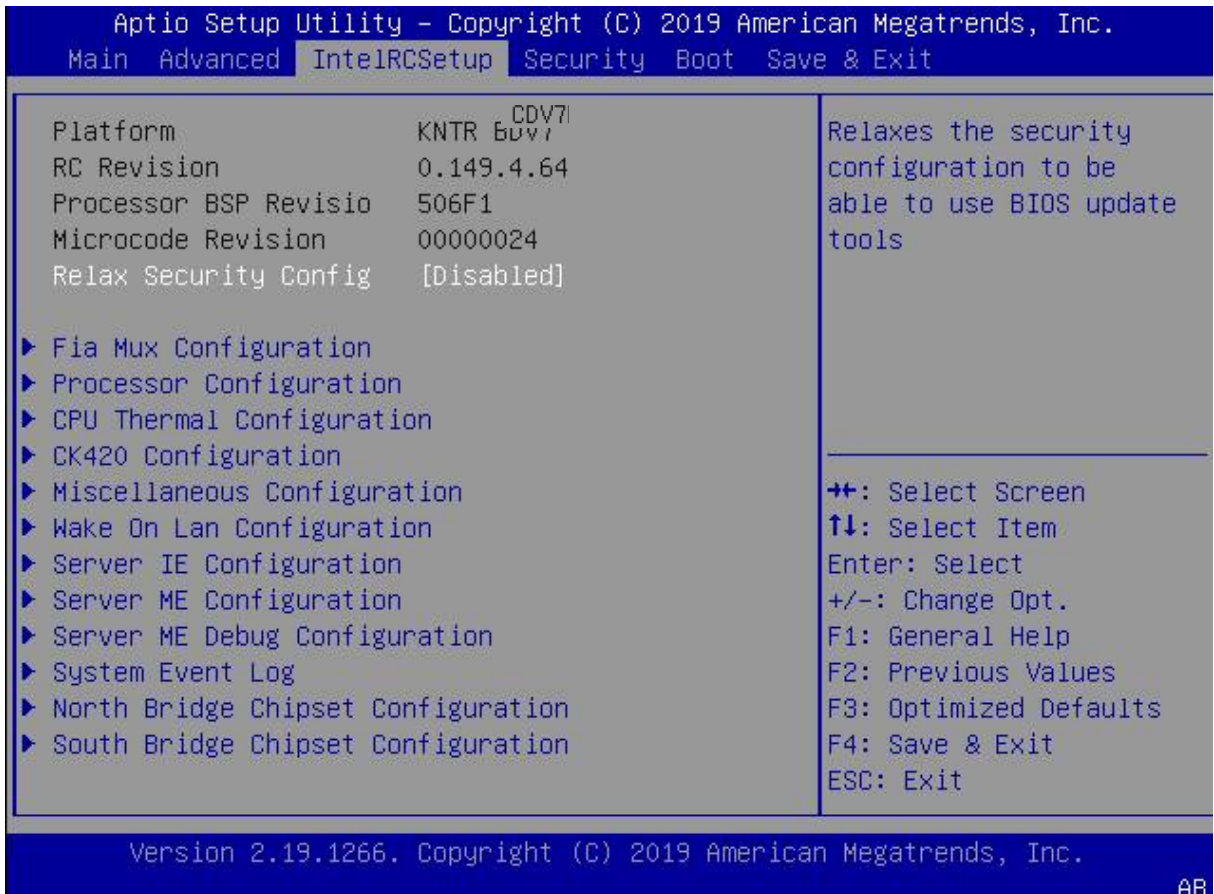 Aptio Setup Utility – Copyright (C) 2019 American Megatrends, Inc.
Main Advanced IntelRCSetup Security Boot Save & Exit
Platform KNTR CDV7
RC Revision 0.149.4.64
Processor BSP Revisio 506F1
Microcode Revision 00000024
Relax Security Config [Disabled]
Fia Mux Configuration
Processor Configuration
CPU Thermal Configuration
CK420 Configuration
Miscellaneous Configuration
Wake On Lan Configuration
Server IE Configuration
Server ME Configuration
Server ME Debug Configuration
System Event Log
North Bridge Chipset Configuration
South Bridge Chipset Configuration
Relaxes the security
configuration to be
able to use BIOS update
tools
→←: Select Screen
↑↓: Select Item
Enter: Select
+/-: Change Opt.
F1: General Help
F2: Previous Values
F3: Optimized Defaults
F4: Save & Exit
ESC: Exit
Version 2.19.1266. Copyright (C) 2019 American Megatrends, Inc.
AB